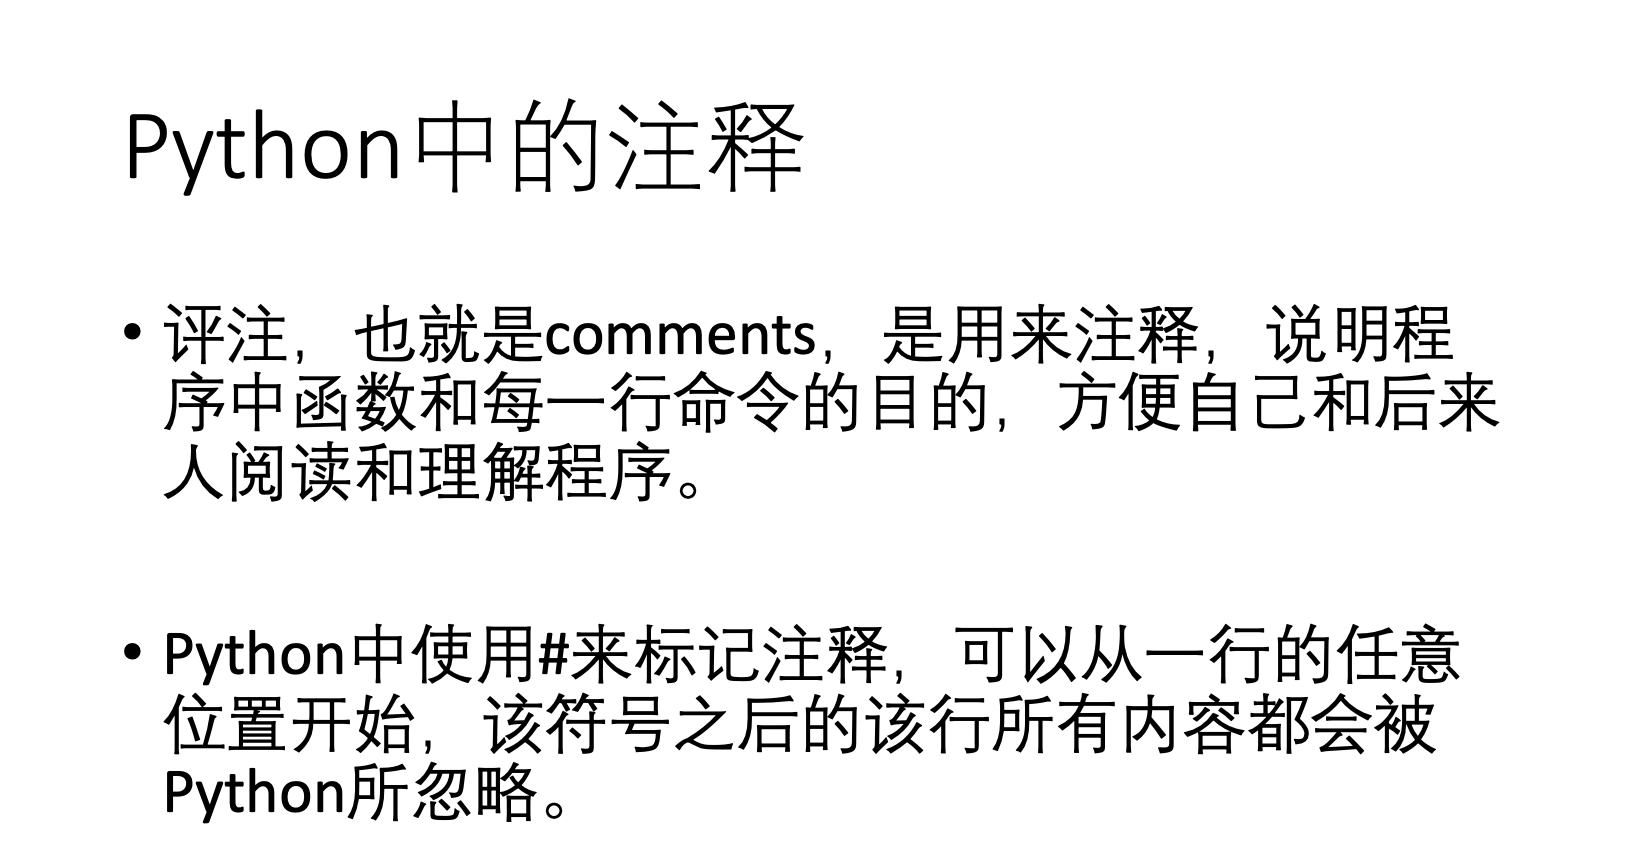 Python中的注释
• 评注，也就是comments，是用来注释，说明程
序中函数和每一行命令的目的，方便自己和后来
人阅读和理解程序。
• Python中使用#来标记注释，可以从一行的任意
位置开始，该符号之后的该行所有内容都会被
Python所忽略。